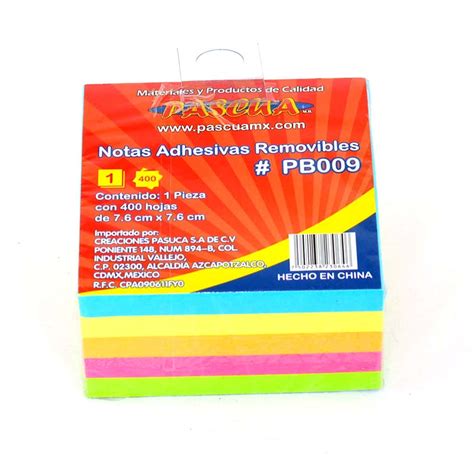 Materiales y Productos de Calidad
PASCUA M.R.
www.pascuamx.com
Notas Adhesivas Removibles
# PB009
1
400
Contenido: 1 Pieza
con 400 hojas
de 7.6 cm x 7.6 cm
Importado por:
CREACIONES PASUCA S.A DE C.V
PONIENTE 148, NUM 894-B, COL.
INDUSTRIAL VALLEJO,
C.P. 02300, ALCALDIA AZCAPOTZALCO,
CDMX,MEXICO
R.F.C. CPA090611FY0
HECHO EN CHINA